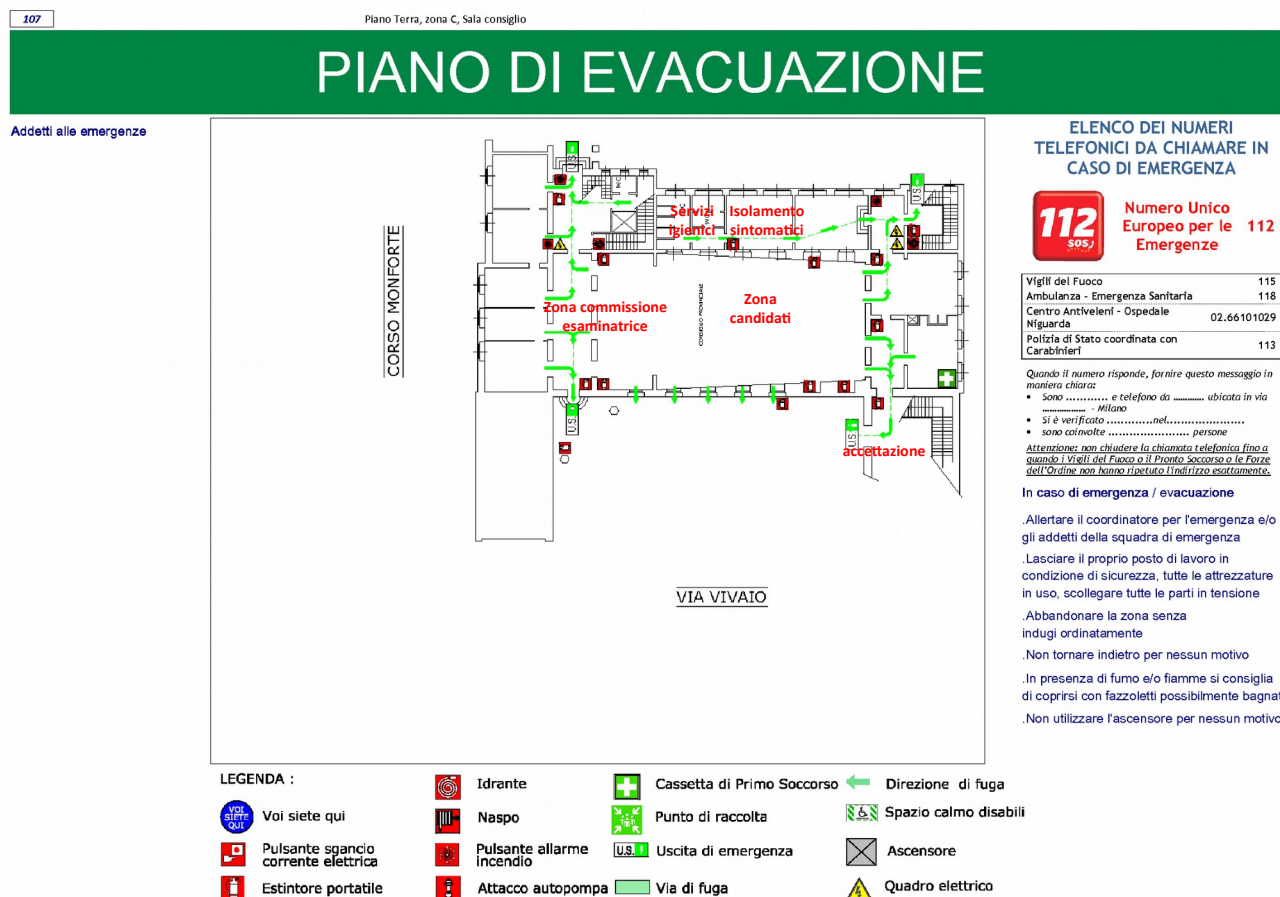 107
Piano Terra, zona C, Sala consiglio
PIANO DI EVACUAZIONE
Addetti alle emergenze
CORSO MONFORTE
U.S.
WC
Servizi
igienici
Isolamento
sintomatici
U.S.
Zona commissione
esaminatrice
CONSIGLIO PROVINCIALE
Zona
candidati
U.S.
U.S.
accettazione
VIA VIVAIO
ELENCO DEI NUMERI
TELEFONICI DA CHIAMARE IN
CASO DI EMERGENZA
112
SOS
Numero Unico
Europeo per le 112
Emergenze
Vigili del Fuoco 115
Ambulanza - Emergenza Sanitaria 118
Centro Antiveleni - Ospedale
Niguarda 02.66101029
Polizia di Stato coordinata con
Carabinieri 113
Quando il numero risponde, fornire questo messaggio in
maniera chiara:
• Sono ............ e telefono da ............ ubicata in via
................. - Milano
• Si è verificato ............nel......................
• sono coinvolte ....................... persone
Attenzione: non chiudere la chiamata telefonica fino a
quando i Vigili del Fuoco o il Pronto Soccorso o le Forze
dell'Ordine non hanno ripetuto l'indirizzo esattamente.
In caso di emergenza / evacuazione
.Allertare il coordinatore per l'emergenza e/o
gli addetti della squadra di emergenza
.Lasciare il proprio posto di lavoro in
condizione di sicurezza, tutte le attrezzature
in uso, scollegare tutte le parti in tensione
.Abbandonare la zona senza
indugi ordinatamente
.Non tornare indietro per nessun motivo
.In presenza di fumo e/o fiamme si consiglia
di coprirsi con fazzoletti possibilmente bagnat
.Non utilizzare l'ascensore per nessun motivo
LEGENDA :
VOI
SIETE
QUI
Voi siete qui
Pulsante sgancio
corrente elettrica
Estintore portatile
Idrante
Naspo
Pulsante allarme
incendio
Attacco autopompa
Cassetta di Primo Soccorso
Punto di raccolta
U.S.
Uscita di emergenza
Via di fuga
Direzione di fuga
Spazio calmo disabili
Ascensore
Quadro elettrico